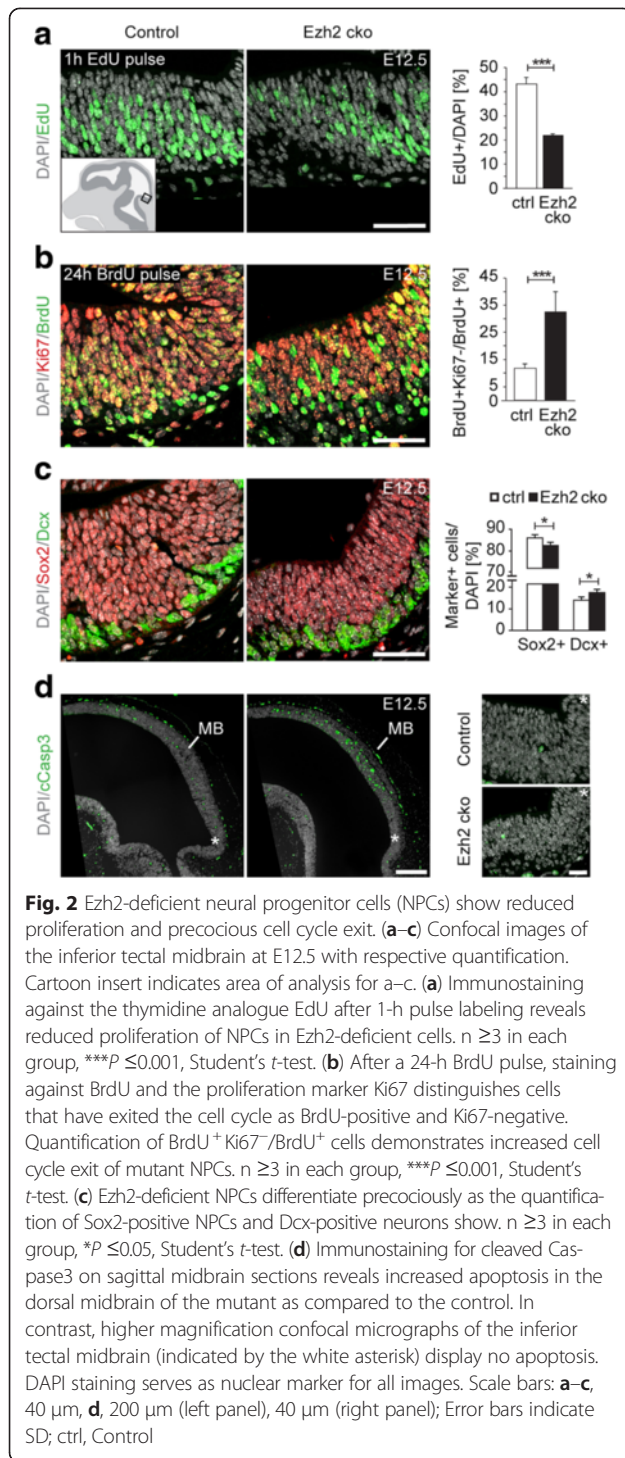 a
Control
Ezh2 cko
1h EdU pulse
E12.5
DAPI/EdU
EdU+/DAPI [%]
50
40
30
20
10
0
***
ctrl Ezh2
cko
b
24h BrdU pulse
E12.5
DAPI/Ki67/BrdU
BrdU+Ki67-/BrdU+ [%]
45
35
25
15
5
***
ctrl Ezh2
cko
c
E12.5
DAPI/Sox2/Dcx
ctrl Ezh2 cko
Marker+ cells/
DAPI [%]
90
80
20
10
0
*
*
Sox2+ Dcx+
d
E12.5
DAPI/cCasp3
MB
MB
*
*
Control
*
Ezh2 cko
*
Fig. 2 Ezh2-deficient neural progenitor cells (NPCs) show reduced
proliferation and precocious cell cycle exit. (a–c) Confocal images of
the inferior tectal midbrain at E12.5 with respective quantification.
Cartoon insert indicates area of analysis for a–c. (a) Immunostaining
against the thymidine analogue EdU after 1-h pulse labeling reveals
reduced proliferation of NPCs in Ezh2-deficient cells. n ≥3 in each
group, ***P ≤0.001, Student's t-test. (b) After a 24-h BrdU pulse, staining
against BrdU and the proliferation marker Ki67 distinguishes cells
that have exited the cell cycle as BrdU-positive and Ki67-negative.
Quantification of BrdU⁺Ki67⁻/BrdU⁺ cells demonstrates increased cell
cycle exit of mutant NPCs. n ≥3 in each group, ***P ≤0.001, Student's
t-test. (c) Ezh2-deficient NPCs differentiate precociously as the quantifica-
tion of Sox2-positive NPCs and Dcx-positive neurons show. n ≥3 in each
group, *P ≤0.05, Student's t-test. (d) Immunostaining for cleaved Cas-
pase3 on sagittal midbrain sections reveals increased apoptosis in the
dorsal midbrain of the mutant as compared to the control. In
contrast, higher magnification confocal micrographs of the inferior
tectal midbrain (indicated by the white asterisk) display no apoptosis.
DAPI staining serves as nuclear marker for all images. Scale bars: a–c,
40 μm, d, 200 μm (left panel), 40 μm (right panel); Error bars indicate
SD; ctrl, Control